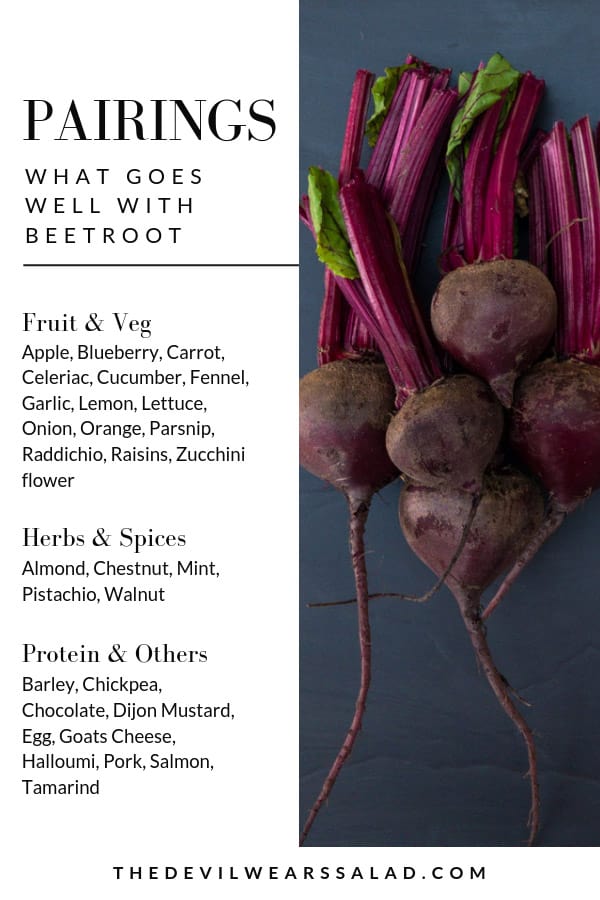 PAIRINGS
WHAT GOES
WELL WITH
BEETROOT
Fruit & Veg
Apple, Blueberry, Carrot,
Celeriac, Cucumber, Fennel,
Garlic, Lemon, Lettuce,
Onion, Orange, Parsnip,
Raddichio, Raisins, Zucchini
flower
Herbs & Spices
Almond, Chestnut, Mint,
Pistachio, Walnut
Protein & Others
Barley, Chickpea,
Chocolate, Dijon Mustard,
Egg, Goats Cheese,
Halloumi, Pork, Salmon,
Tamarind
THEDEVILWEARSSALAD.COM